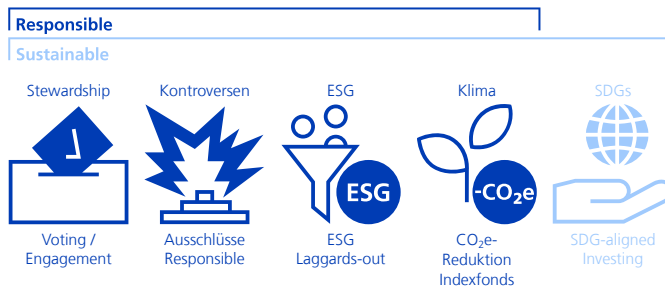 Responsible
Sustainable
Stewardship
Kontroversen
ESG
Klima
SDGs
ESG
-CO₂e
Voting /
Engagement
Ausschlüsse
Responsible
ESG
Laggards-out
CO₂e-
Reduktion
Indexfonds
SDG-aligned
Investing